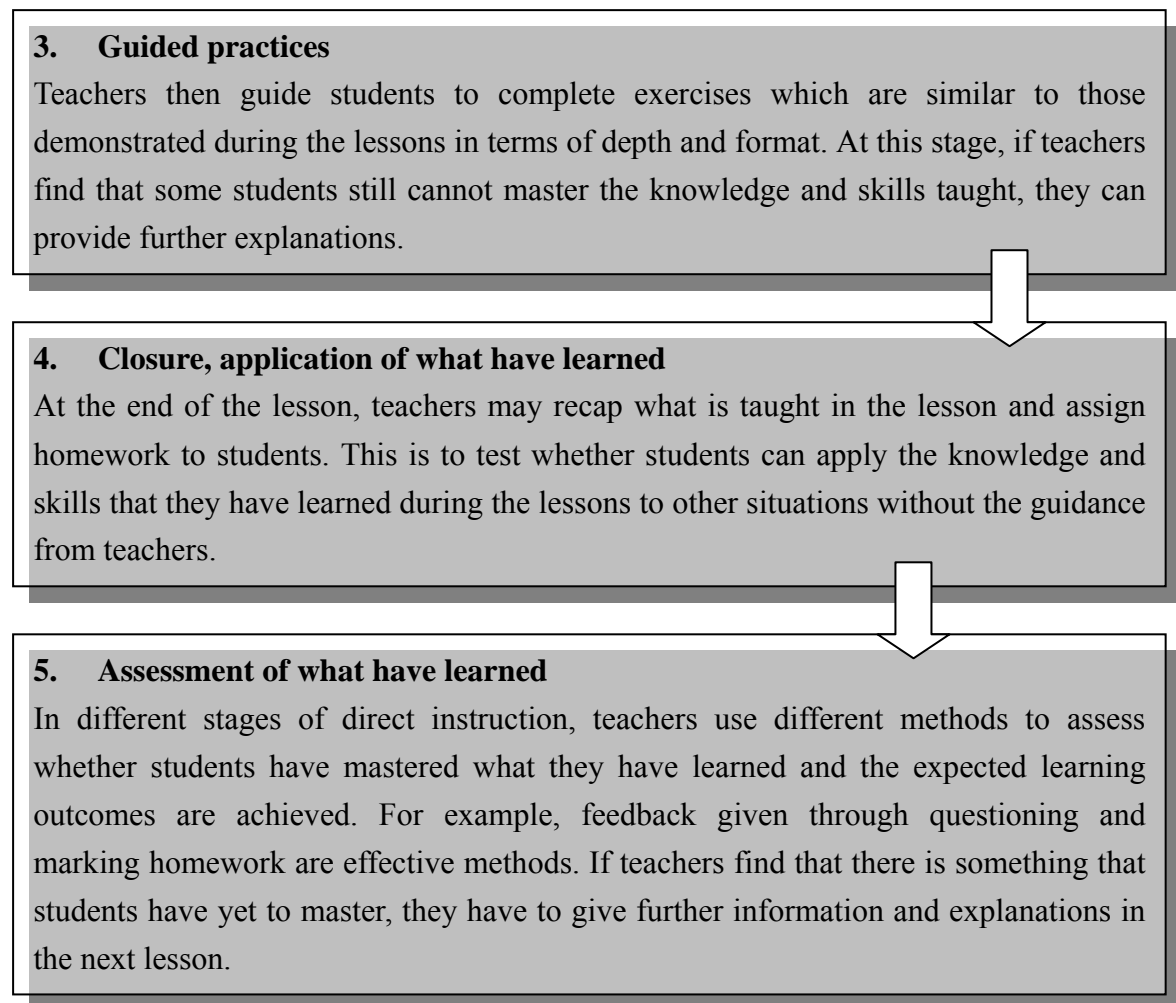 3. Guided practices
Teachers then guide students to complete exercises which are similar to those
demonstrated during the lessons in terms of depth and format. At this stage, if teachers
find that some students still cannot master the knowledge and skills taught, they can
provide further explanations.
4. Closure, application of what have learned
At the end of the lesson, teachers may recap what is taught in the lesson and assign
homework to students. This is to test whether students can apply the knowledge and
skills that they have learned during the lessons to other situations without the guidance
from teachers.
5. Assessment of what have learned
In different stages of direct instruction, teachers use different methods to assess
whether students have mastered what they have learned and the expected learning
outcomes are achieved. For example, feedback given through questioning and
marking homework are effective methods. If teachers find that there is something that
students have yet to master, they have to give further information and explanations in
the next lesson.